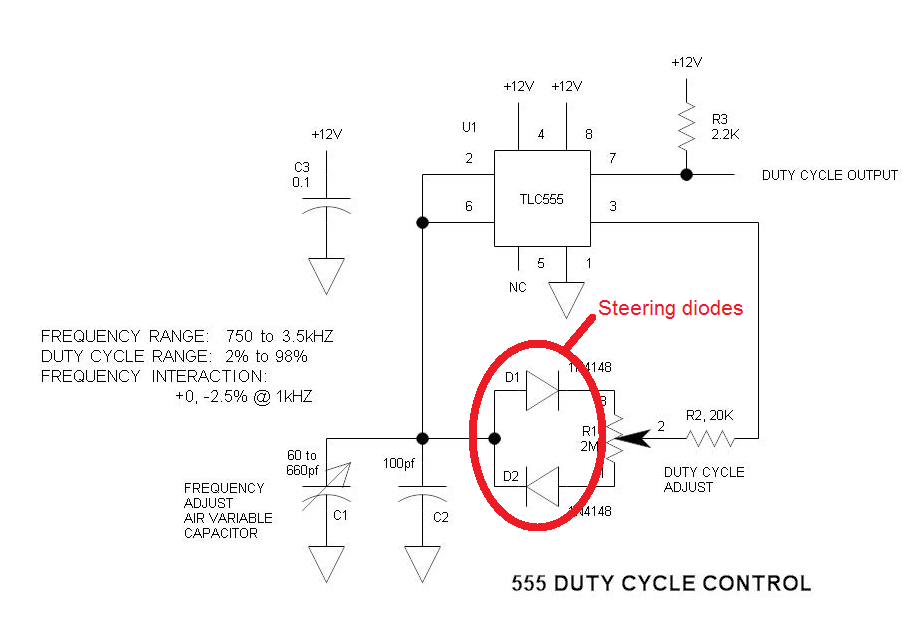 +12V
+12V
+12V
U1
4
8
R3
2.2K
+12V
2
7
C3
0.1
DUTY CYCLE OUTPUT
TLC555
6
3
5
1
NC
Steering diodes
FREQUENCY RANGE: 750 to 3.5kHZ
DUTY CYCLE RANGE: 2% to 98%
FREQUENCY INTERACTION:
+0, -2.5% @ 1kHZ
1N4148
D1
3
R2, 20K
R1
2M
2
60 to
660pf
100pf
D2
1
DUTY CYCLE
ADJUST
FREQUENCY
ADJUST
AIR VARIABLE
CAPACITOR
C1
C2
1N4148
555 DUTY CYCLE CONTROL